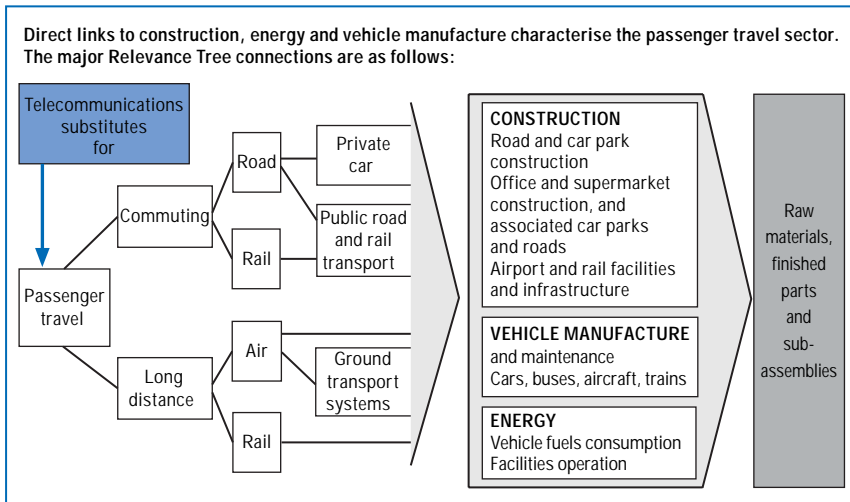 Direct links to construction, energy and vehicle manufacture characterise the passenger travel sector.
The major Relevance Tree connections are as follows:
Telecommunications
substitutes
for
Passenger
travel
Commuting
Long
distance
Road
Rail
Air
Rail
Private
car
Public road
and rail
transport
Ground
transport
systems
CONSTRUCTION
Road and car park
construction
Office and supermarket
construction, and
associated car parks
and roads
Airport and rail facilities
and infrastructure
VEHICLE MANUFACTURE
and maintenance
Cars, buses, aircraft, trains
ENERGY
Vehicle fuels consumption
Facilities operation
Raw
materials,
finished
parts
and
sub-
assemblies